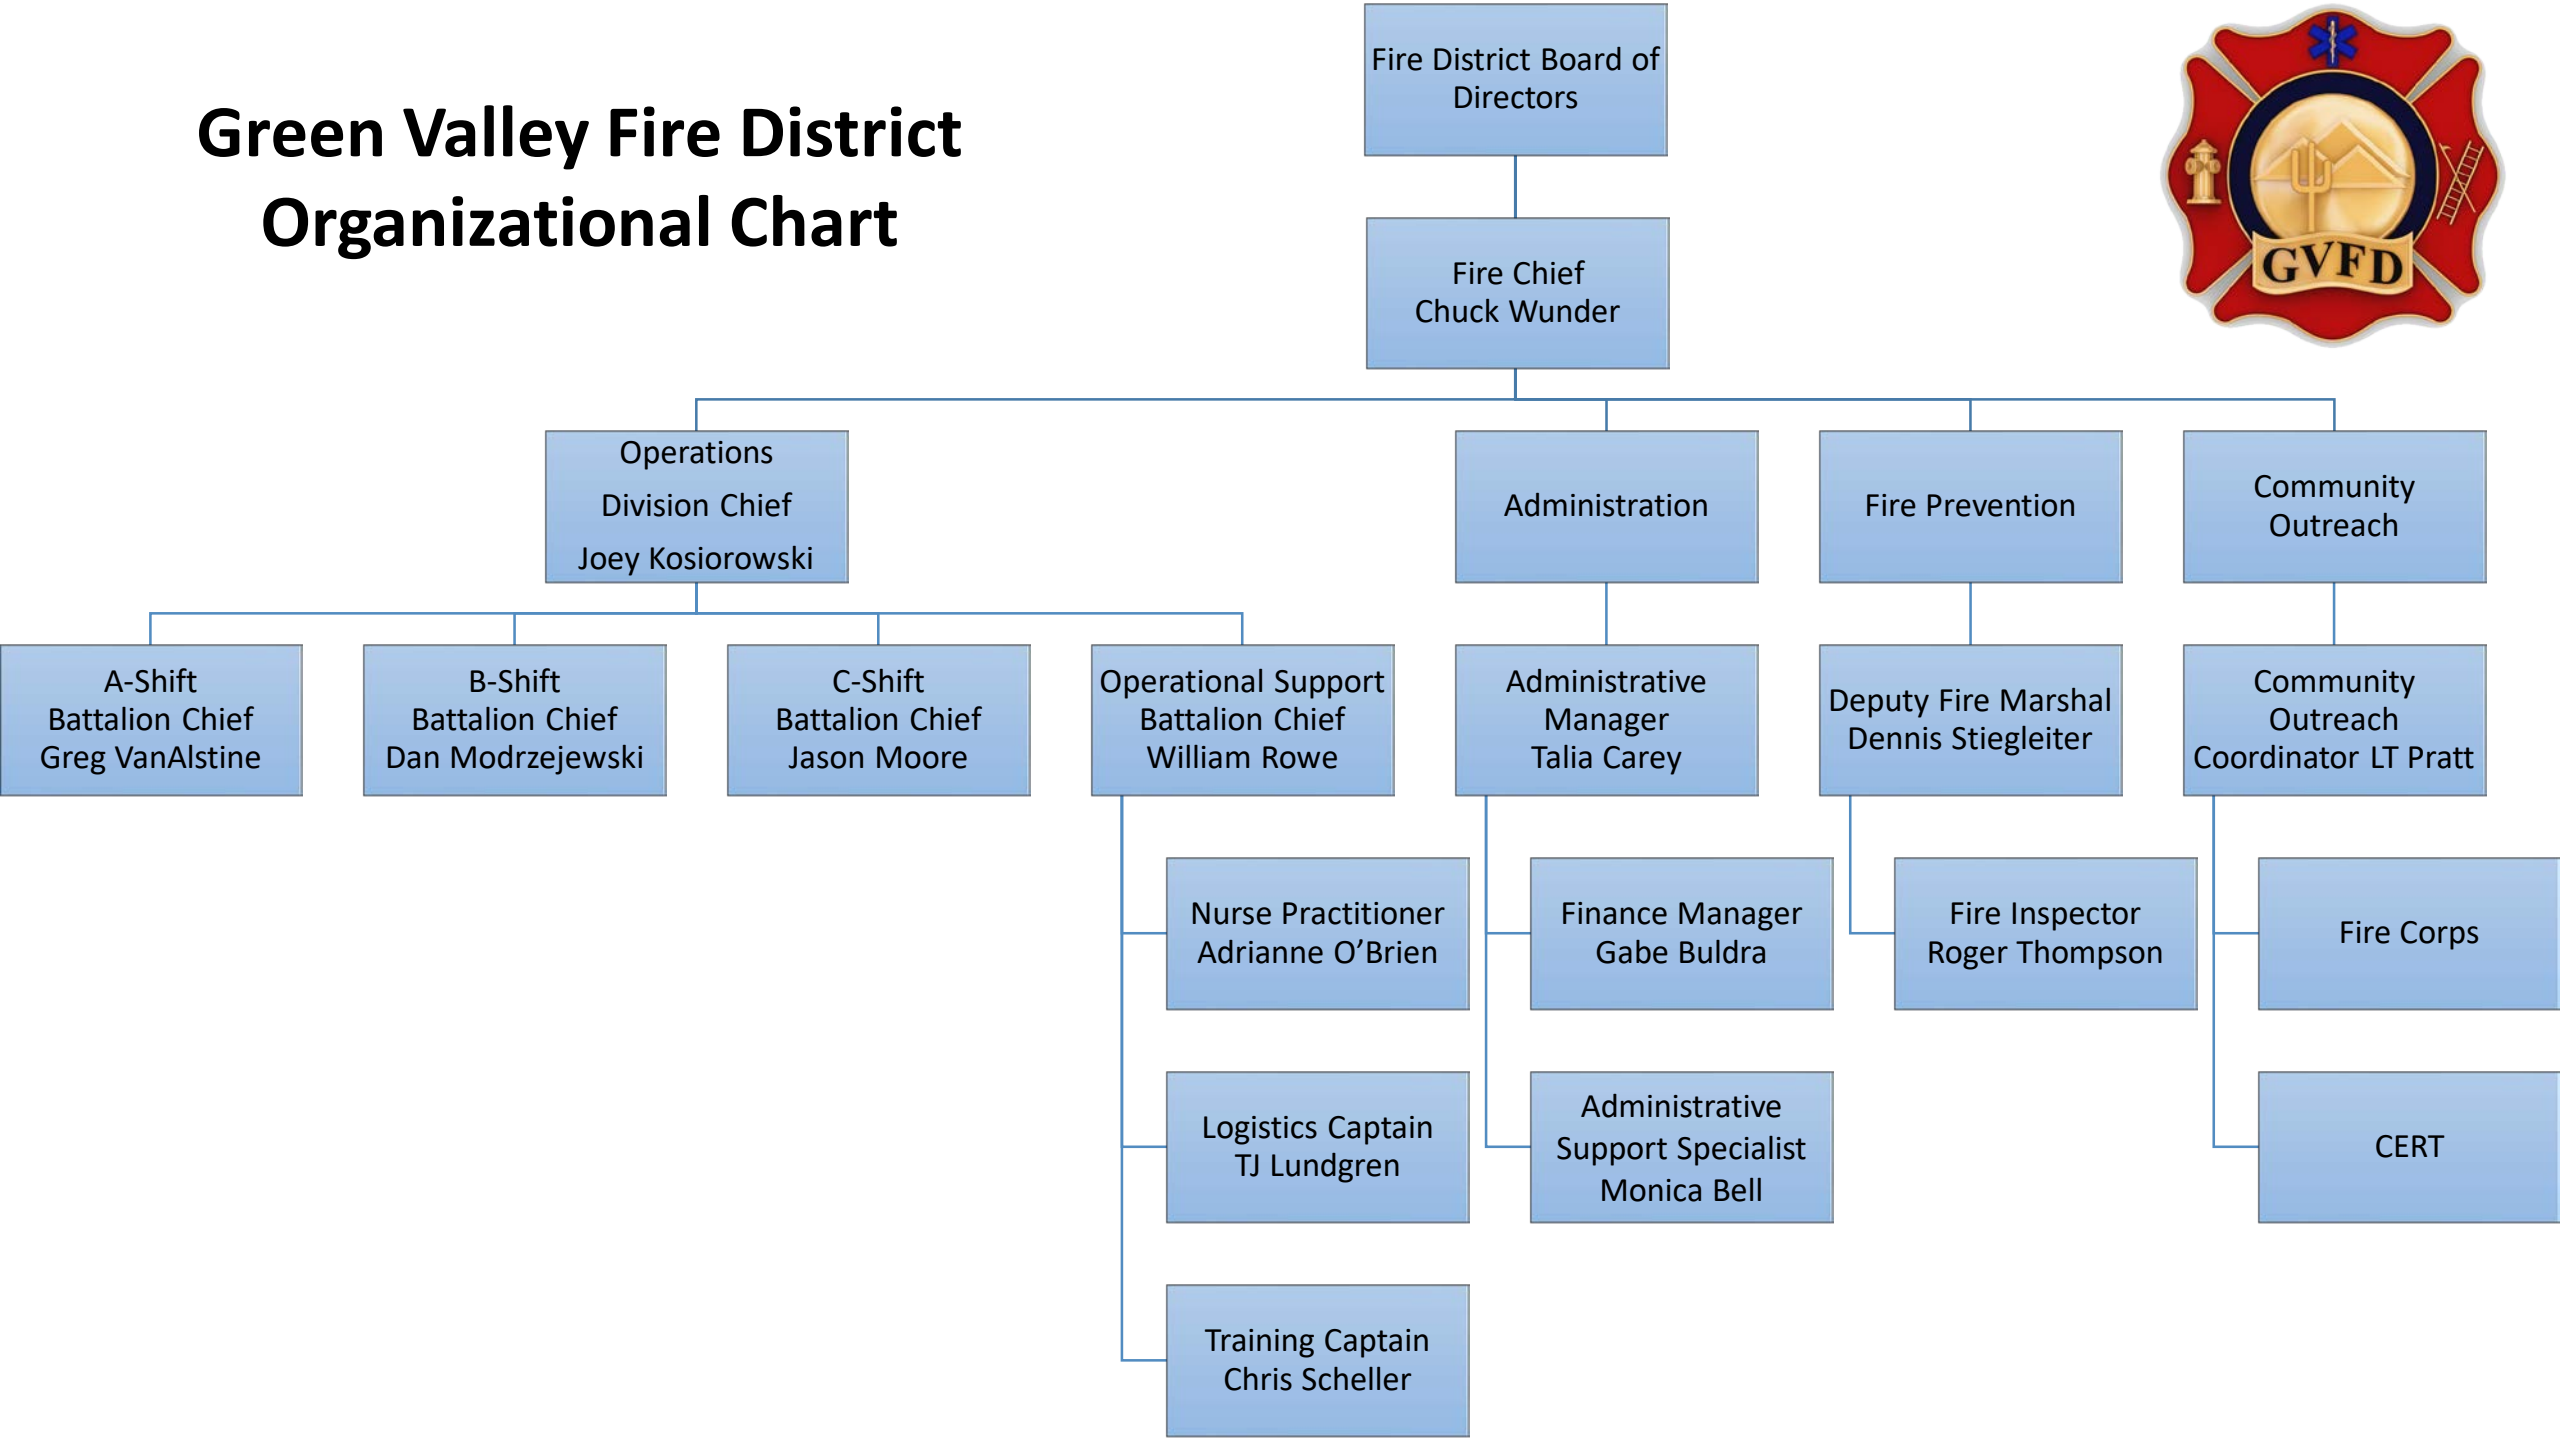 Green Valley Fire District
Organizational Chart
Fire District Board of
Directors
GVFD
Fire Chief
Chuck Wunder
Operations
Division Chief
Joey Kosiorowski
Administration
Fire Prevention
Community
Outreach
A-Shift
Battalion Chief
Greg VanAlstine
B-Shift
Battalion Chief
Dan Modrzejewski
C-Shift
Battalion Chief
Jason Moore
Operational Support
Battalion Chief
William Rowe
Administrative
Manager
Talia Carey
Deputy Fire Marshal
Dennis Stiegleiter
Community
Outreach
Coordinator LT Pratt
Nurse Practitioner
Adrianne O’Brien
Finance Manager
Gabe Buldra
Fire Inspector
Roger Thompson
Fire Corps
Logistics Captain
TJ Lundgren
Administrative
Support Specialist
Monica Bell
CERT
Training Captain
Chris Scheller